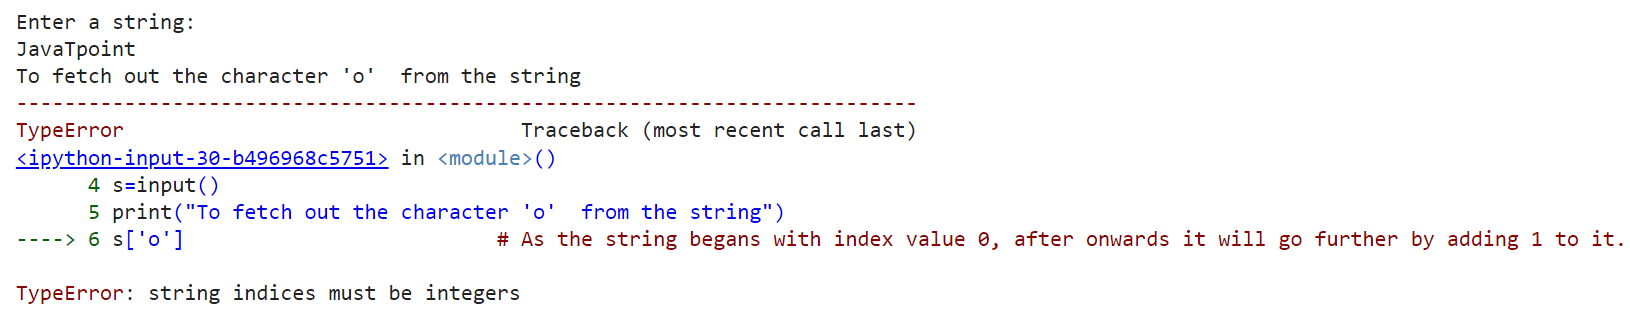 Enter a string:
JavaTpoint
To fetch out the character 'o'  from the string
---------------------------------------------------------------------------
TypeError                                 Traceback (most recent call last)
<ipython-input-30-b496968c5751> in <module>()
      4 s=input()
      5 print("To fetch out the character 'o'  from the string")
----> 6 s['o']                          # As the string begans with index value 0, after onwards it will go further by adding 1 to it.
TypeError: string indices must be integers